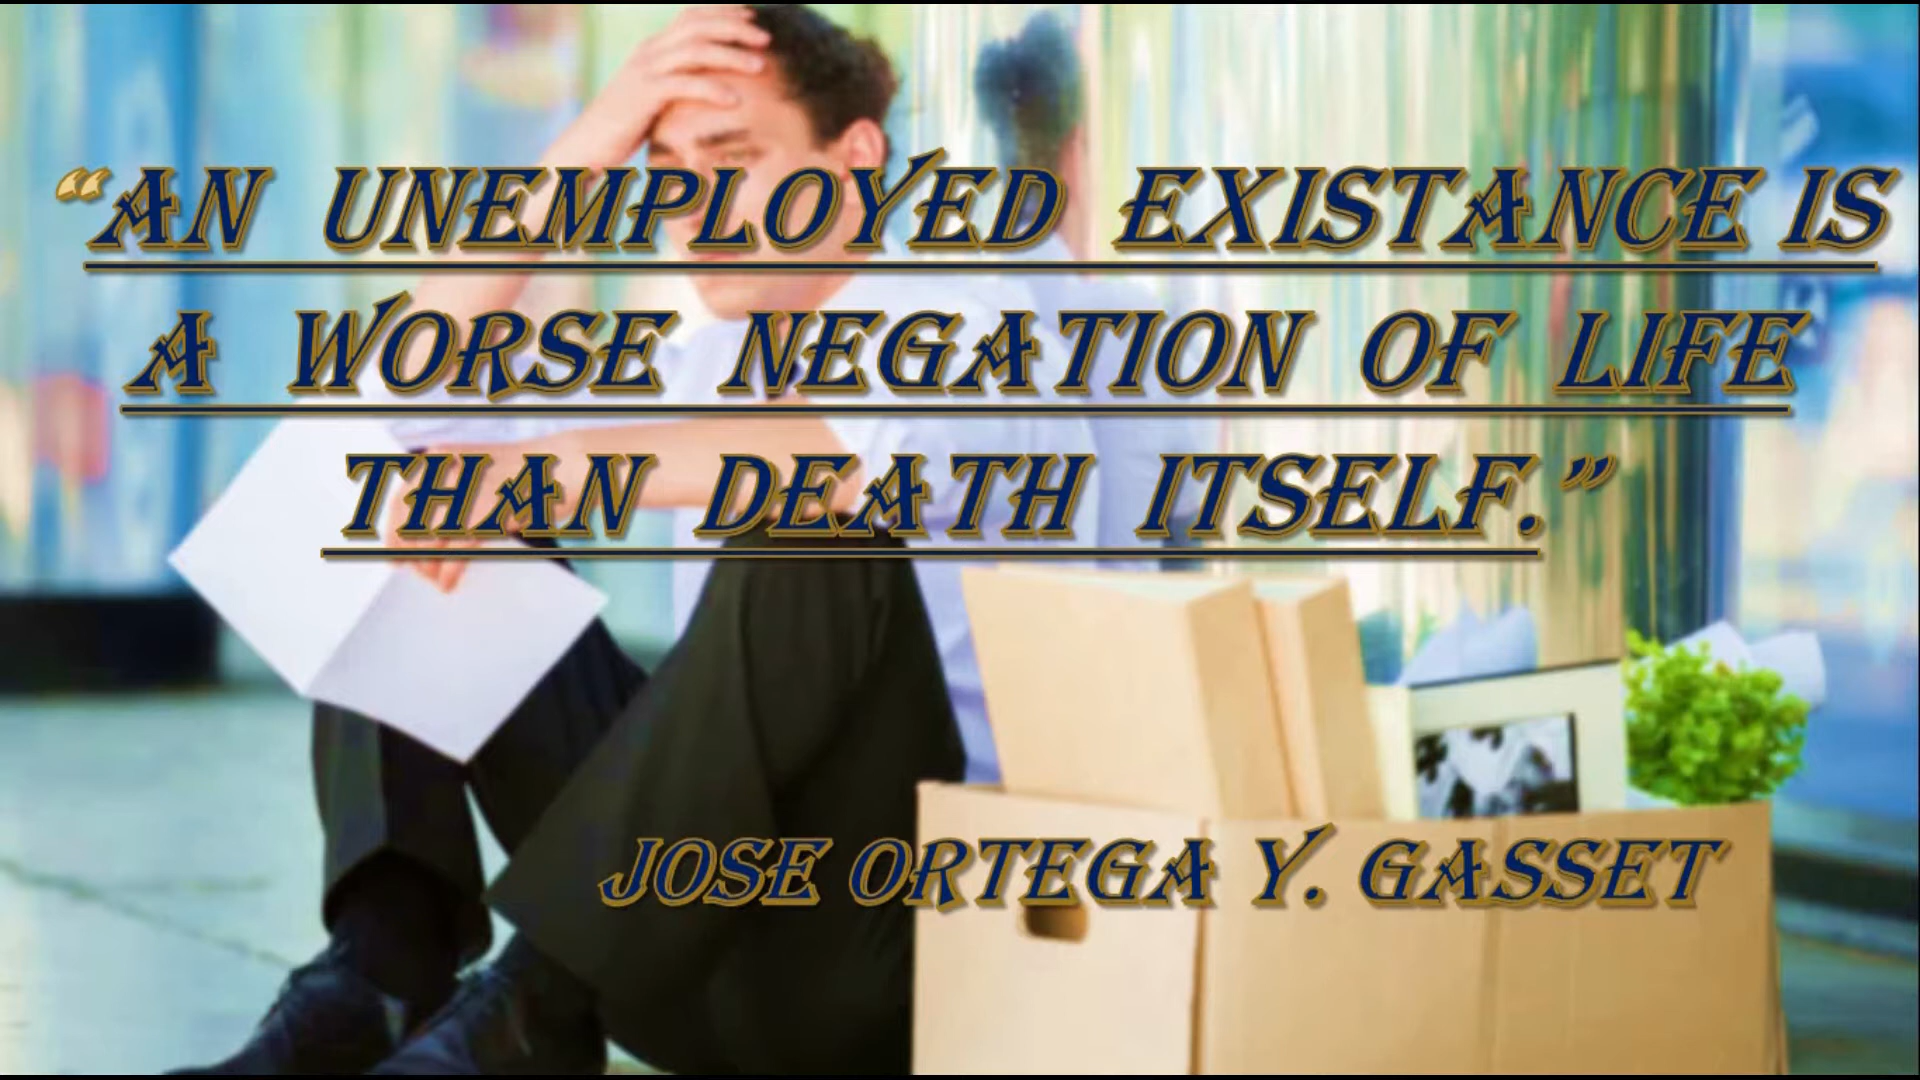 “AN UNEMPLOYED EXISTANCE IS
A WORSE NEGATION OF LIFE
THAN DEATH ITSELF.”
JOSE ORTEGA Y. GASSET